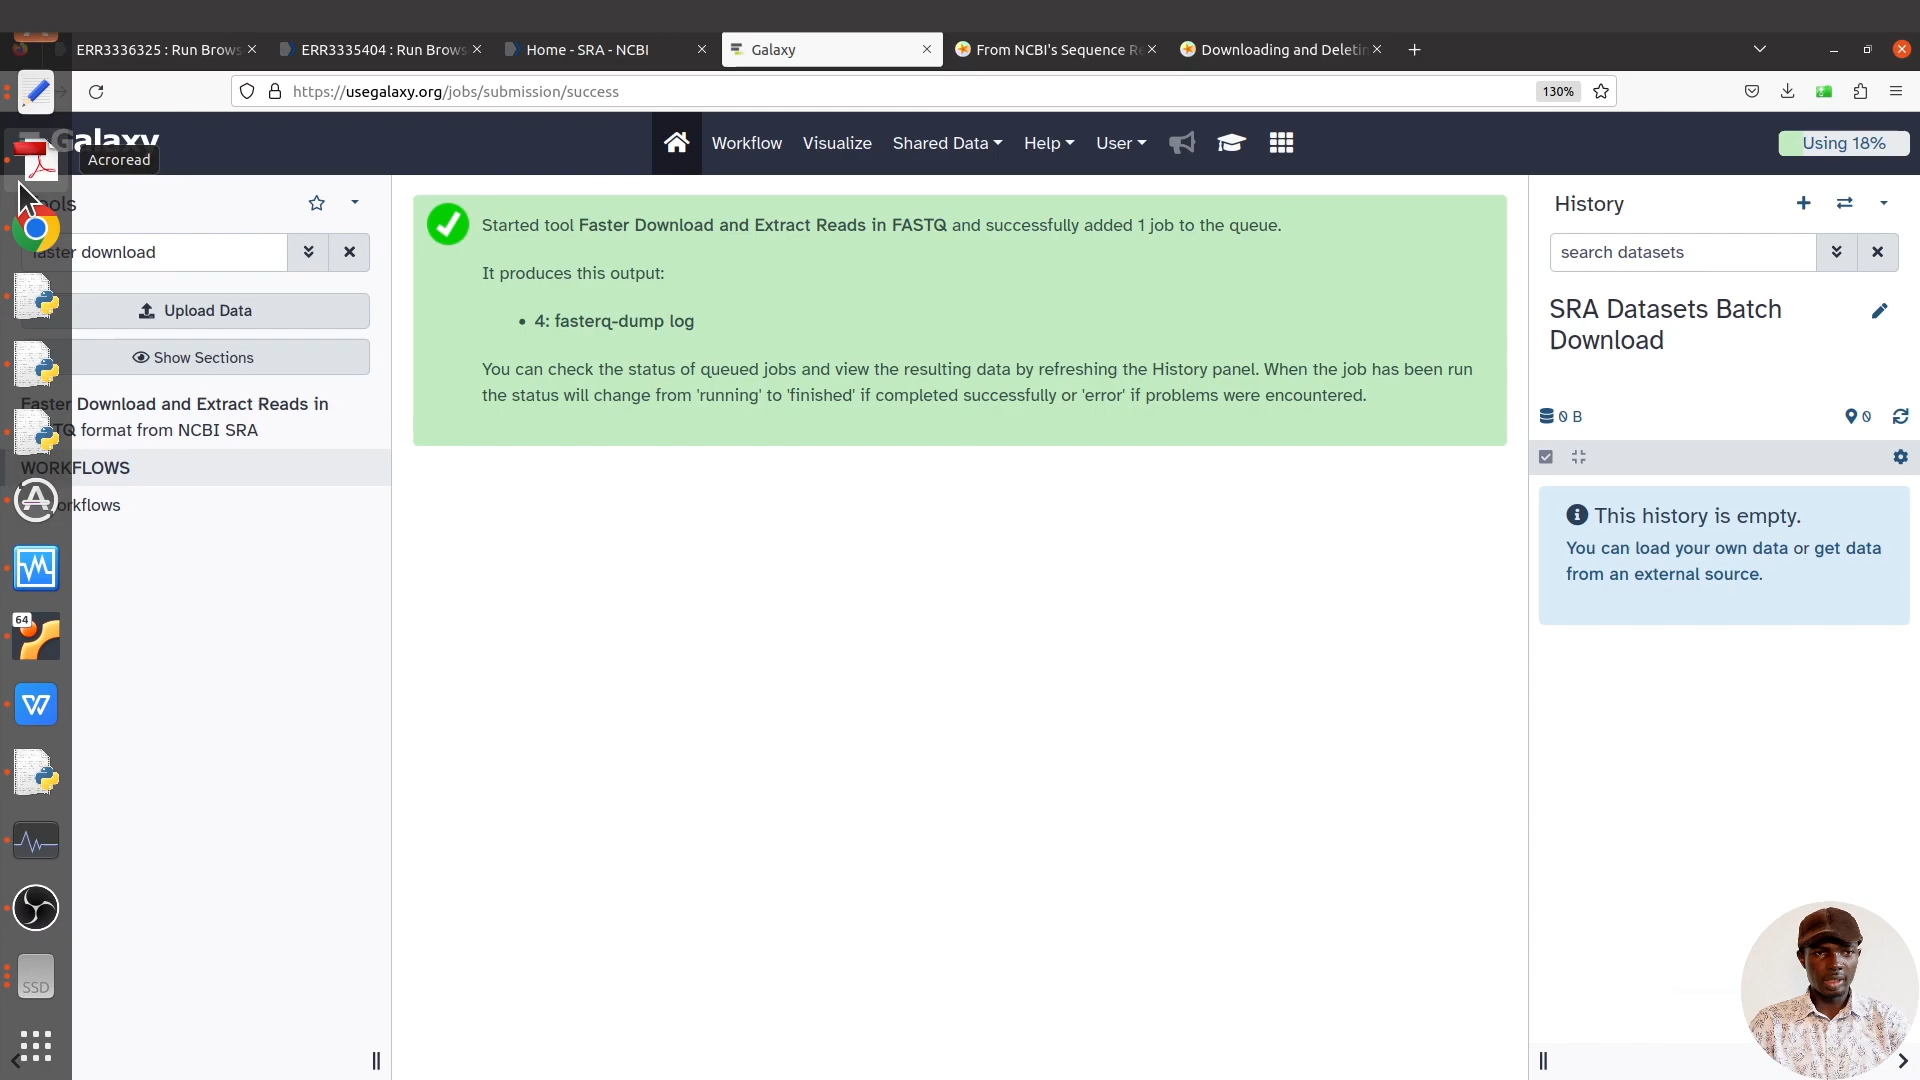 ERR3336325 : Run Brows
ERR3335404 : Run Brows
Home - SRA - NCBI
Galaxy
From NCBI's Sequence Re
Downloading and Deletin
https://usegalaxy.org/jobs/submission/success
130%
Galaxy
Workflow
Visualize
Shared Data
Help
User
Using 18%
Acroread
Tools
faster download
Upload Data
Show Sections
Faster Download and Extract Reads in
FASTQ format from NCBI SRA
WORKFLOWS
workflows
64
SSD
Started tool Faster Download and Extract Reads in FASTQ and successfully added 1 job to the queue.
It produces this output:
• 4: fasterq-dump log
You can check the status of queued jobs and view the resulting data by refreshing the History panel. When the job has been run
the status will change from 'running' to 'finished' if completed successfully or 'error' if problems were encountered.
History
search datasets
SRA Datasets Batch
Download
0 B
0
This history is empty.
You can load your own data or get data
from an external source.